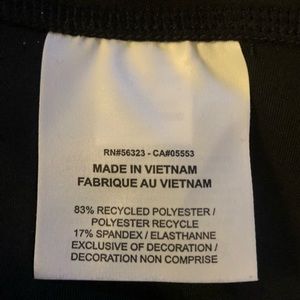 RN#56323 - CA#05553
MADE IN VIETNAM
FABRIQUE AU VIETNAM
83% RECYCLED POLYESTER /
POLYESTER RECYCLE
17% SPANDEX / ELASTHANNE
EXCLUSIVE OF DECORATION /
DECORATION NON COMPRISE